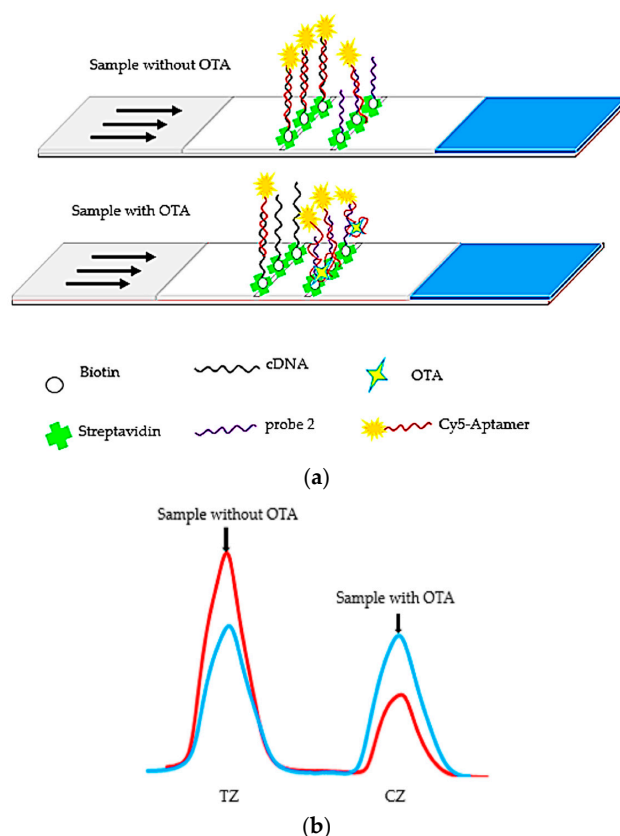 Sample without OTA
Sample with OTA
Biotin
cDNA
OTA
Streptavidin
probe 2
Cy5-Aptamer
(a)
Sample without OTA
Sample with OTA
TZ
CZ
(b)